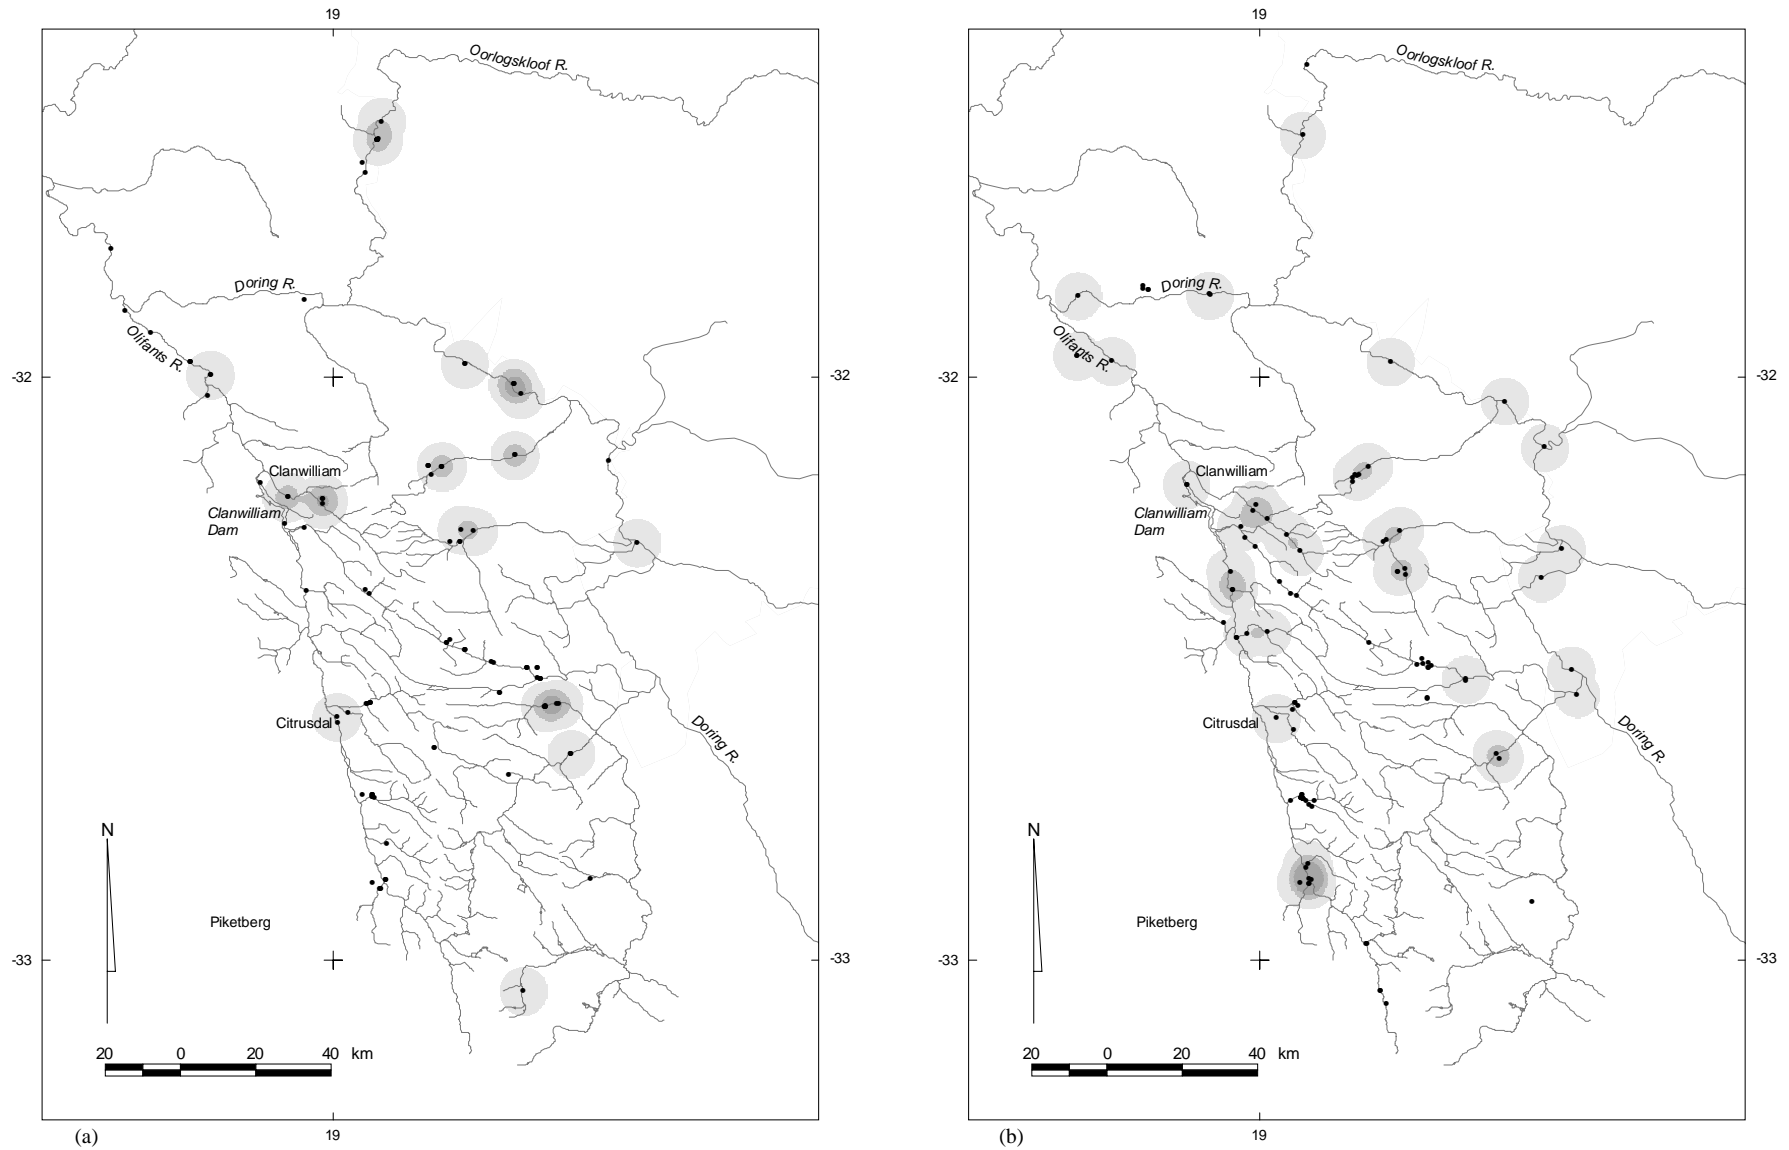 19
Oorlogskloof R.
Doring R.
Olifants R.
-32
-32
Clanwilliam
Clanwilliam
Dam
Citrusdal
Doring R.
N
Piketberg
-33
-33
20 0 20 40 km
19
(a)
19
Oorlogskloof R.
Doring R.
Olifants R.
-32
-32
Clanwilliam
Clanwilliam
Dam
Citrusdal
Doring R.
N
Piketberg
-33
-33
20 0 20 40 km
19
(b)